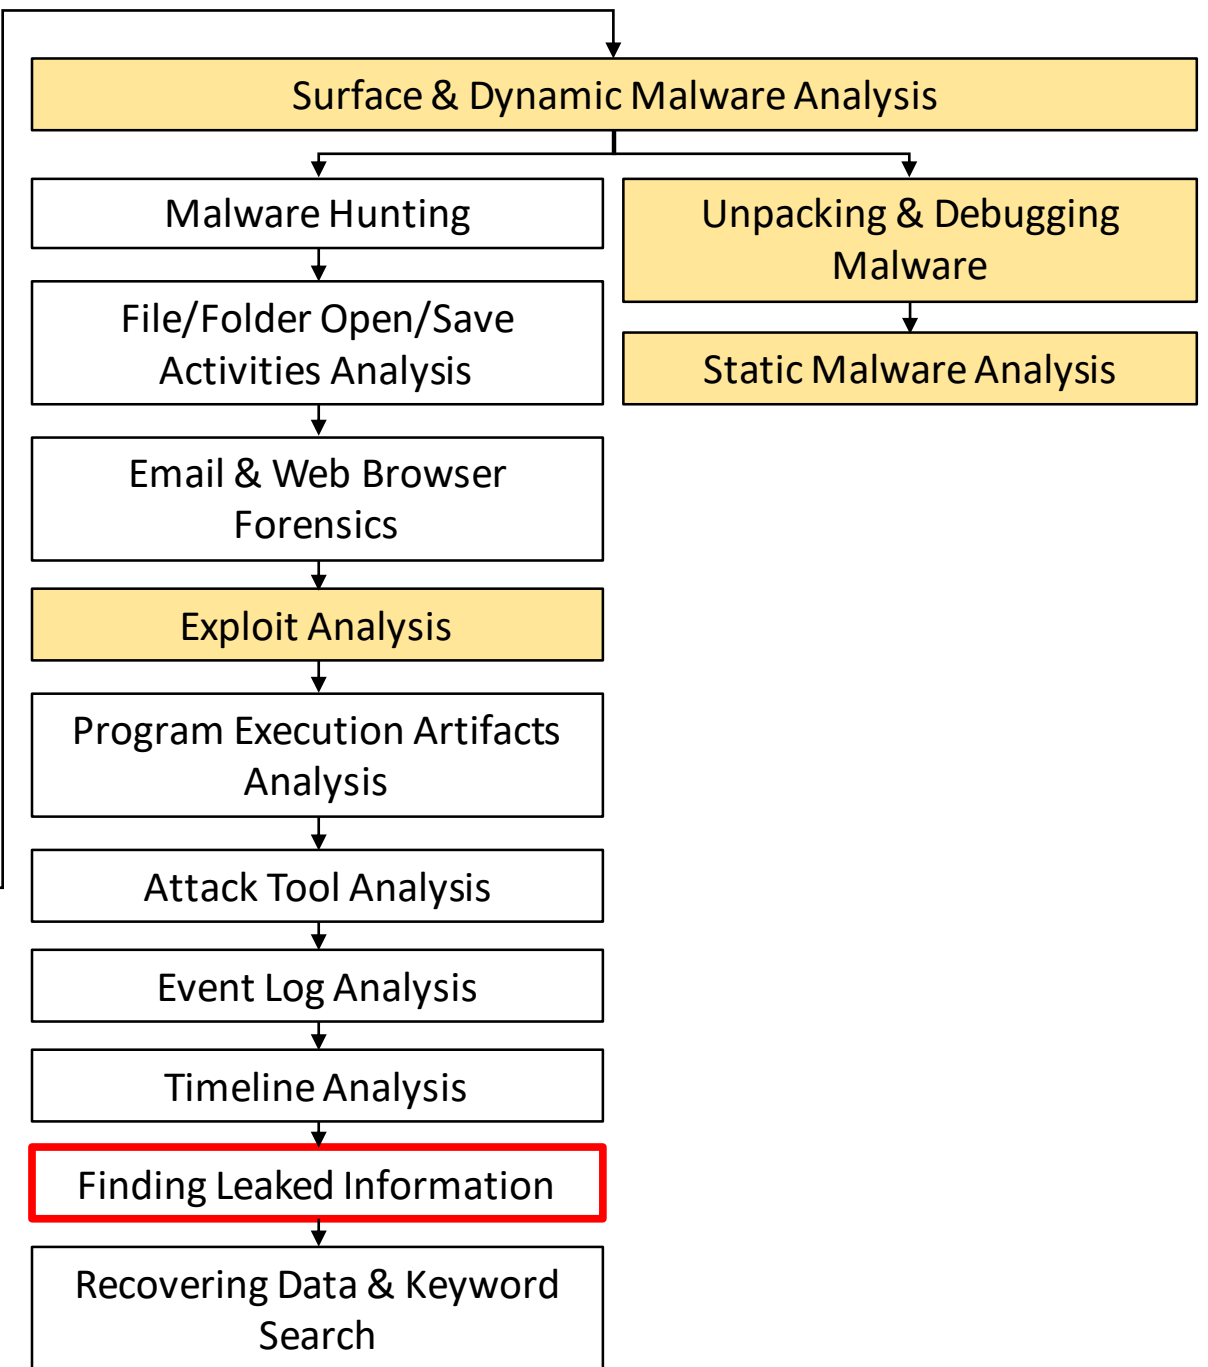 Surface & Dynamic Malware Analysis
Malware Hunting
Unpacking & Debugging
Malware
File/Folder Open/Save
Activities Analysis
Static Malware Analysis
Email & Web Browser
Forensics
Exploit Analysis
Program Execution Artifacts
Analysis
Attack Tool Analysis
Event Log Analysis
Timeline Analysis
Finding Leaked Information
Recovering Data & Keyword
Search